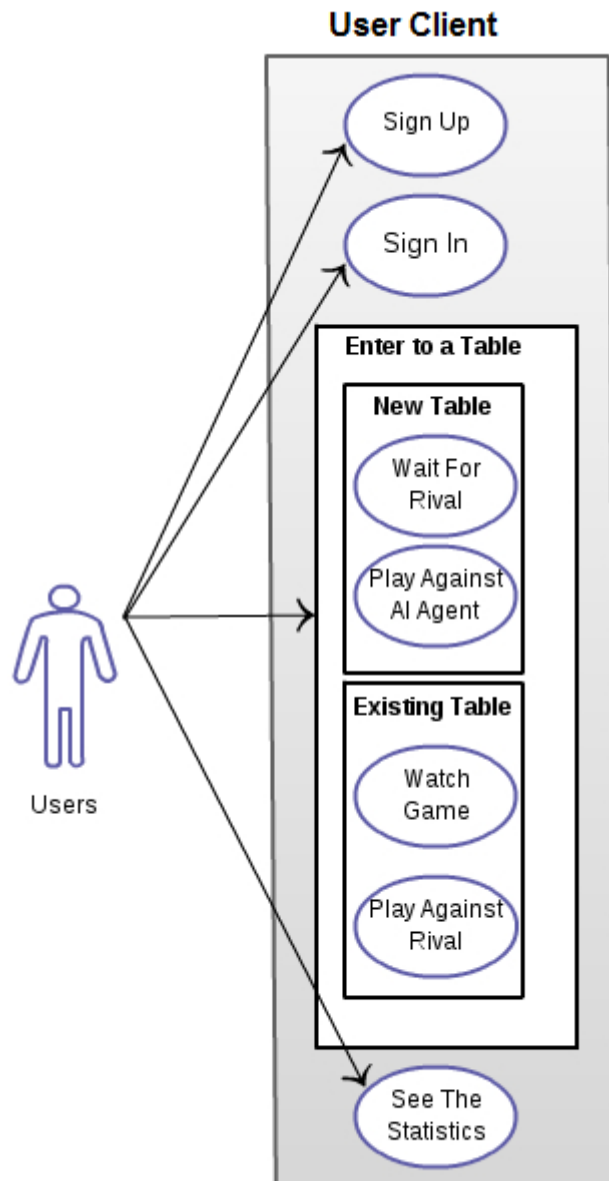 User Client
Sign Up
Sign In
Enter to a Table
New Table
Wait For
Rival
Play Against
AI Agent
Existing Table
Watch
Game
Play Against
Rival
Users
See The
Statistics